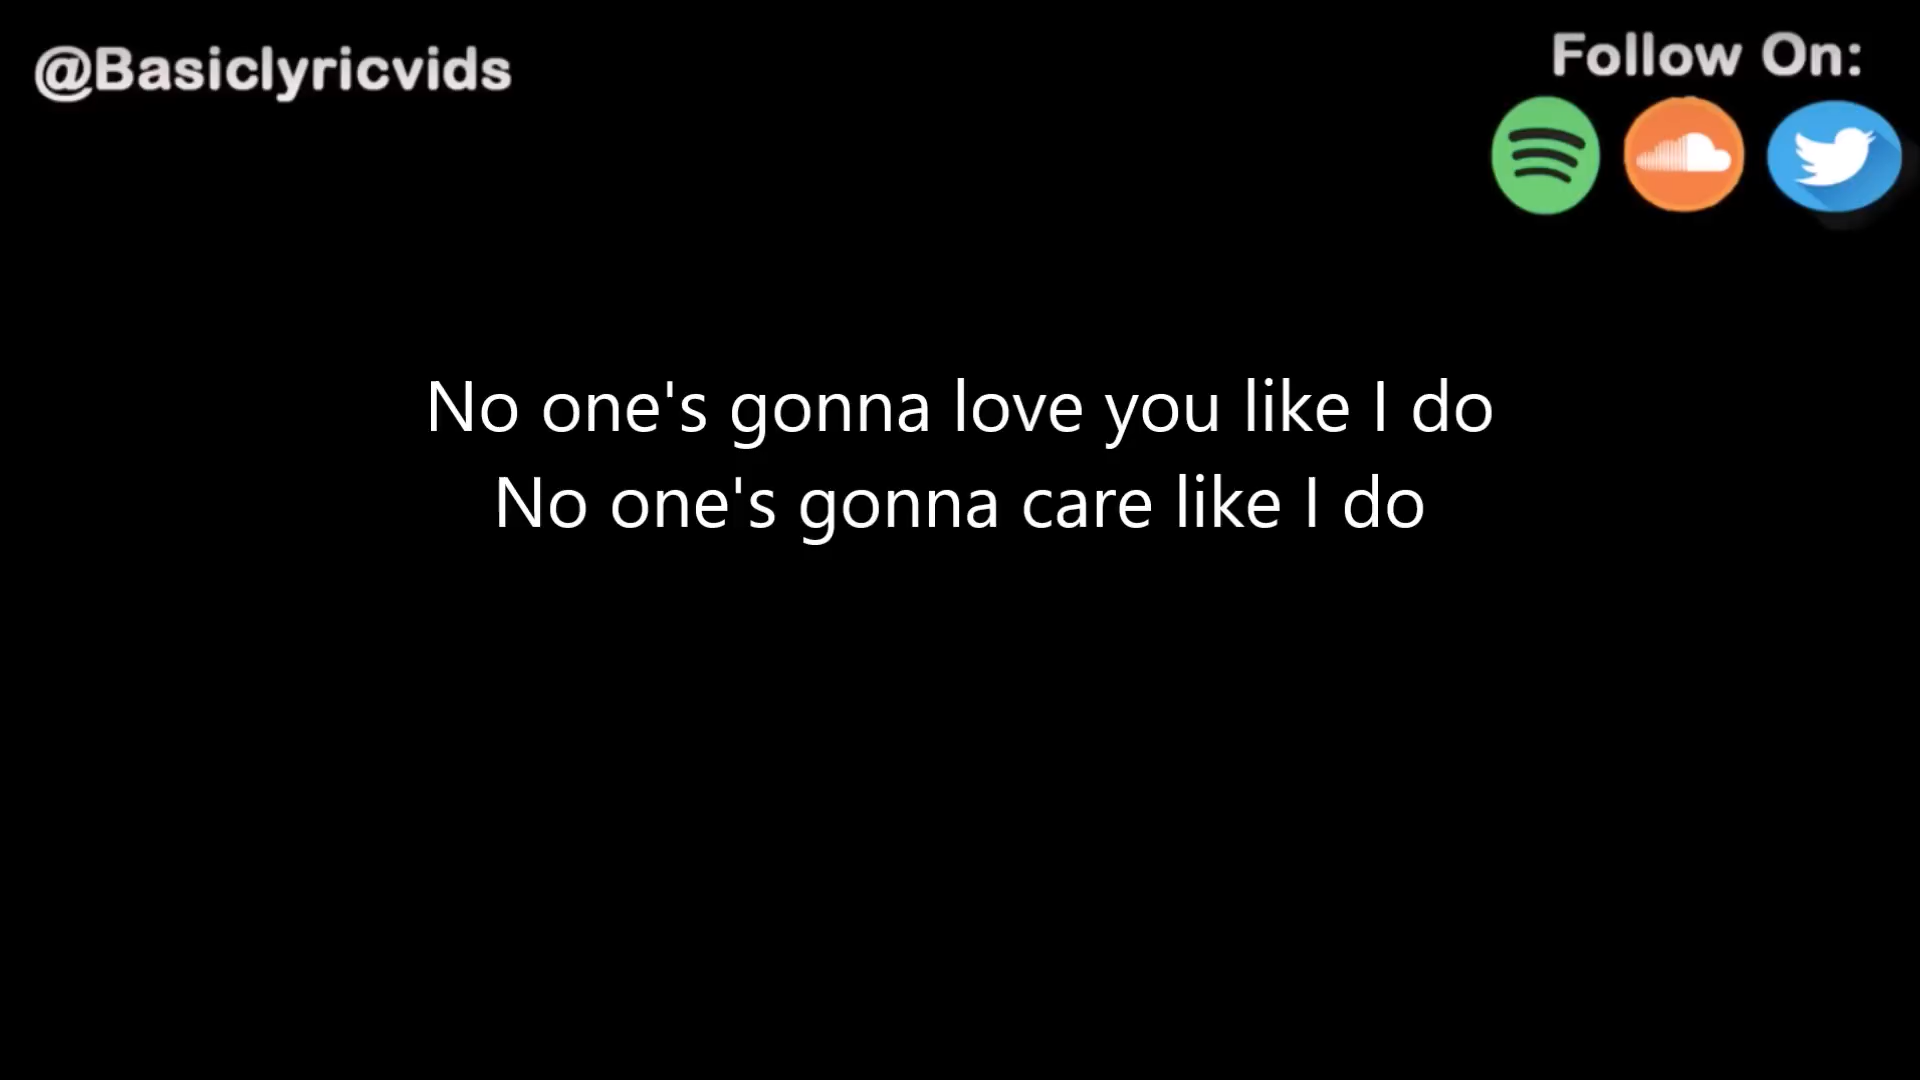 @Basiclyricvids
Follow On:
No one's gonna love you like I do
No one's gonna care like I do